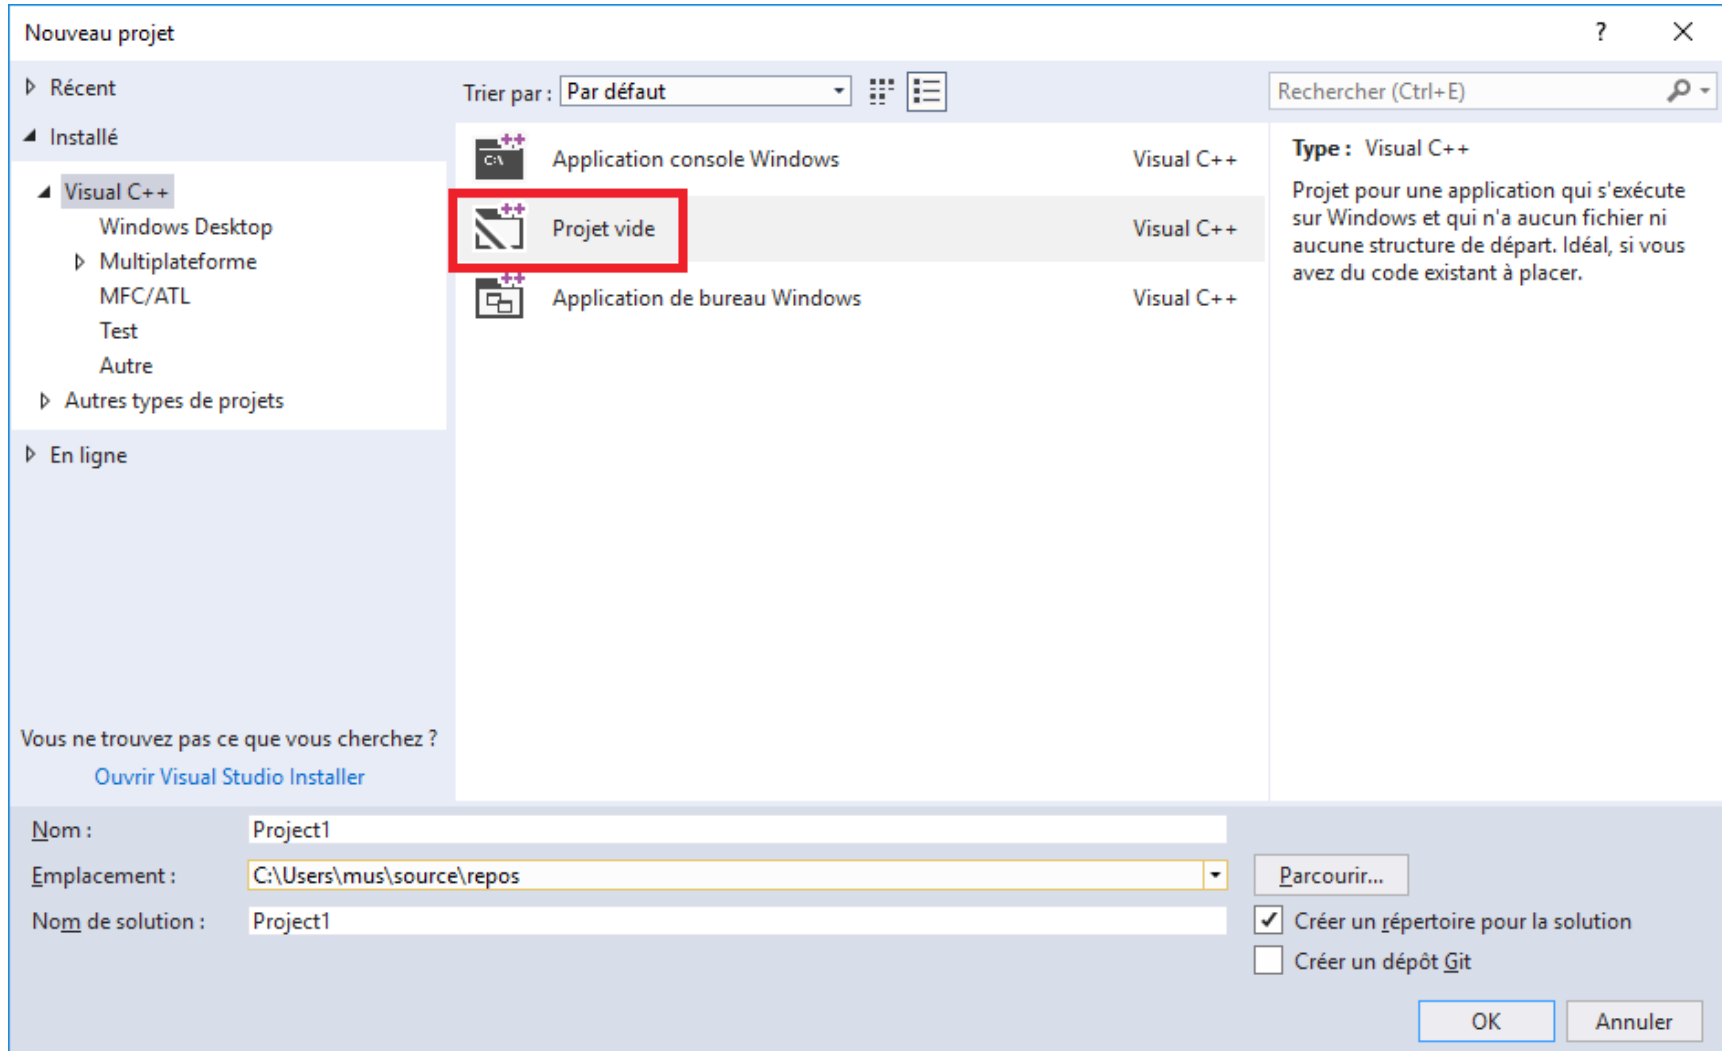 Nouveau projet
?
Récent
Installé
Visual C++
Windows Desktop
Multiplateforme
MFC/ATL
Test
Autre
Autres types de projets
En ligne
Vous ne trouvez pas ce que vous cherchez ?
Ouvrir Visual Studio Installer
Trier par : Par défaut
C:\
Application console Windows Visual C++
Projet vide Visual C++
Application de bureau Windows Visual C++
Rechercher (Ctrl+E)
Type : Visual C++
Projet pour une application qui s'exécute
sur Windows et qui n'a aucun fichier ni
aucune structure de départ. Idéal, si vous
avez du code existant à placer.
Nom : Project1
Emplacement : C:\Users\mus\source\repos
Parcourir...
Nom de solution : Project1
Créer un répertoire pour la solution
Créer un dépôt Git
OK Annuler